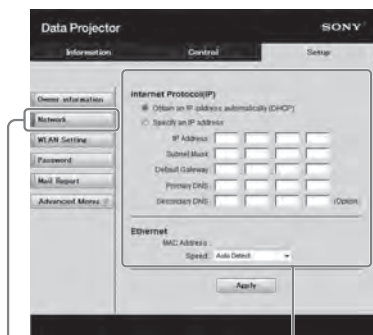 Data Projector
SONY
Information Control Setup
Owner information
Network
WLAN Setting
Password
Mail Report
Advanced Menu
Internet Protocol(IP)
Obtain an IP address automatically (DHCP)
Specify an IP address
IP Address
Subnet Mask
Default Gateway
Primary DNS
Secondary DNS (Option
Ethernet
MAC Address :
Speed: Auto Detect
Apply